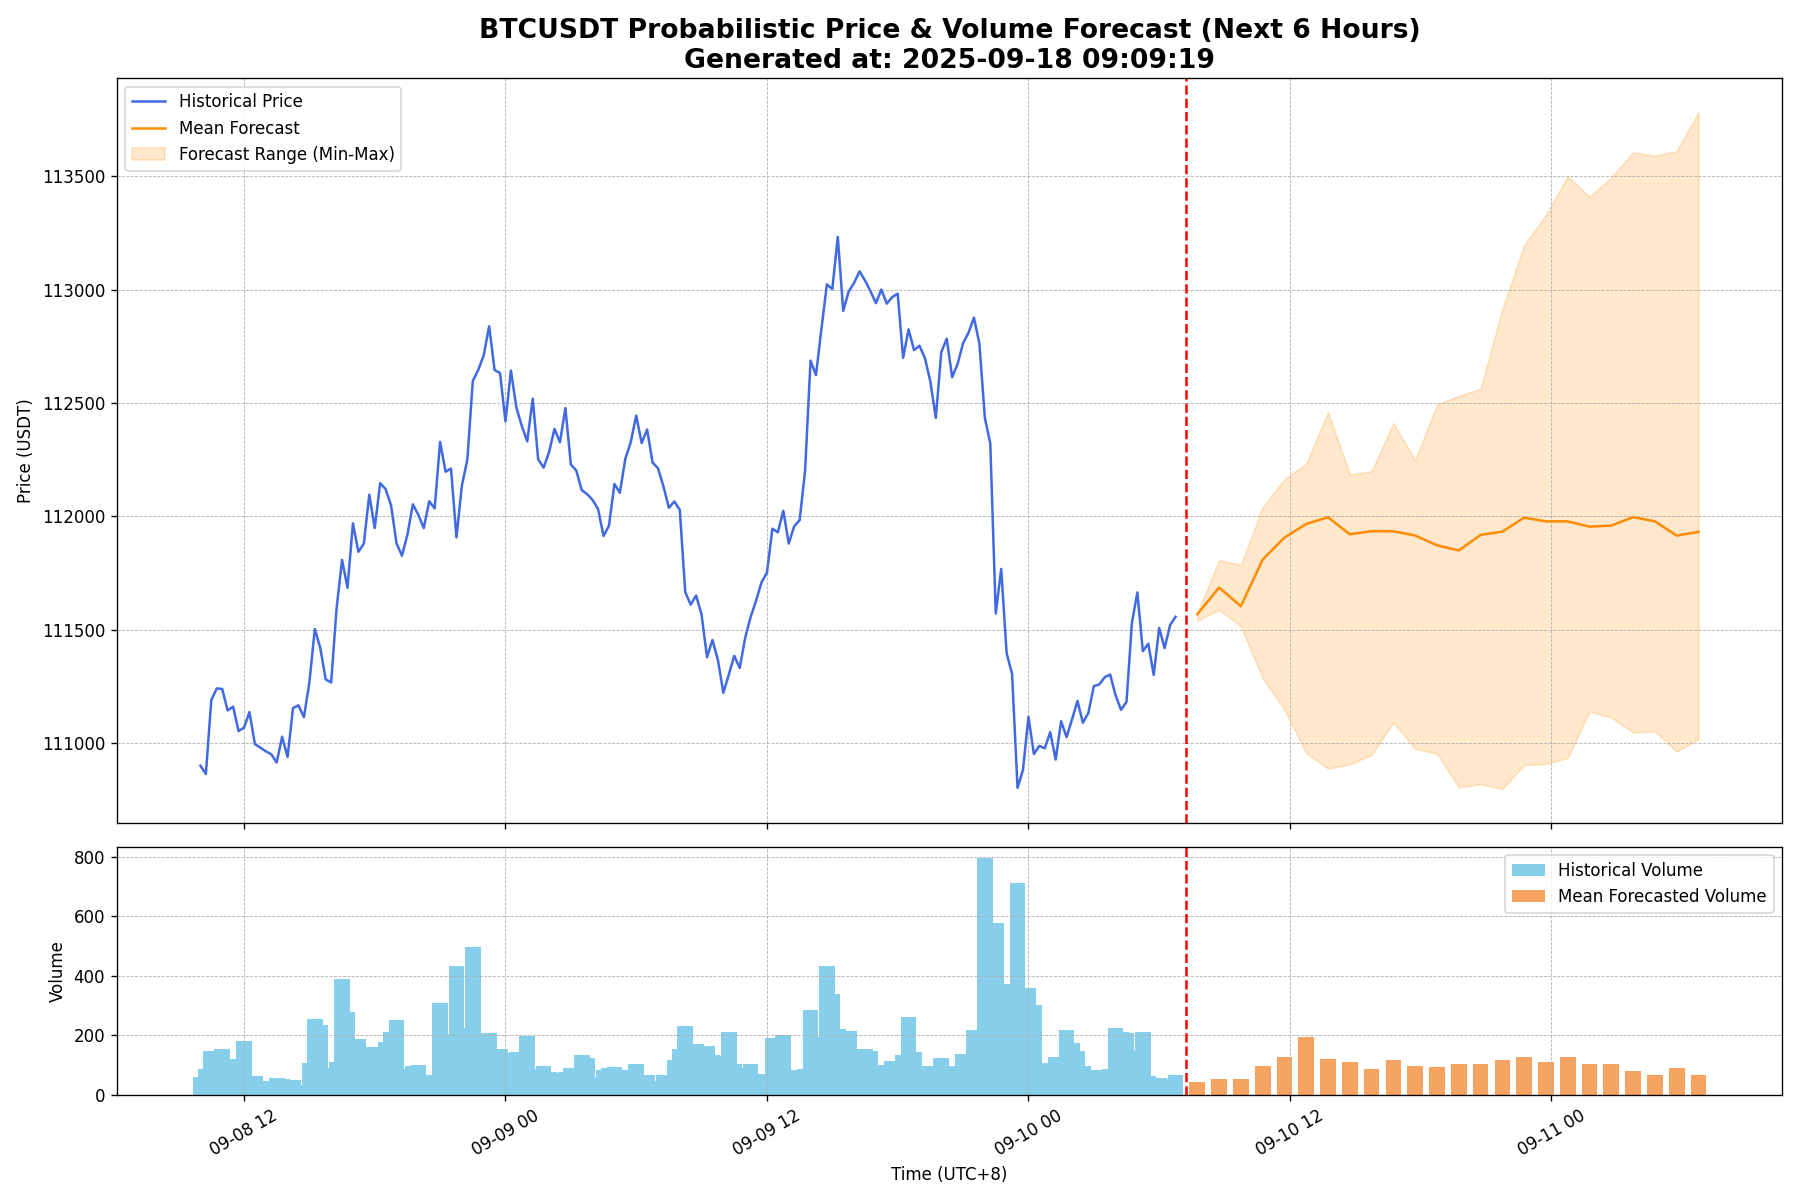 BTCUSDT Probabilistic Price & Volume Forecast (Next 6 Hours)
Generated at: 2025-09-18 09:09:19
Historical Price
Mean Forecast
Forecast Range (Min-Max)
Price (USDT)
113500
113000
112500
112000
111500
111000
Historical Volume
Mean Forecasted Volume
Volume
800
600
400
200
0
09-08 12
09-09 00
09-09 12
09-10 00
09-10 12
09-11 00
Time (UTC+8)